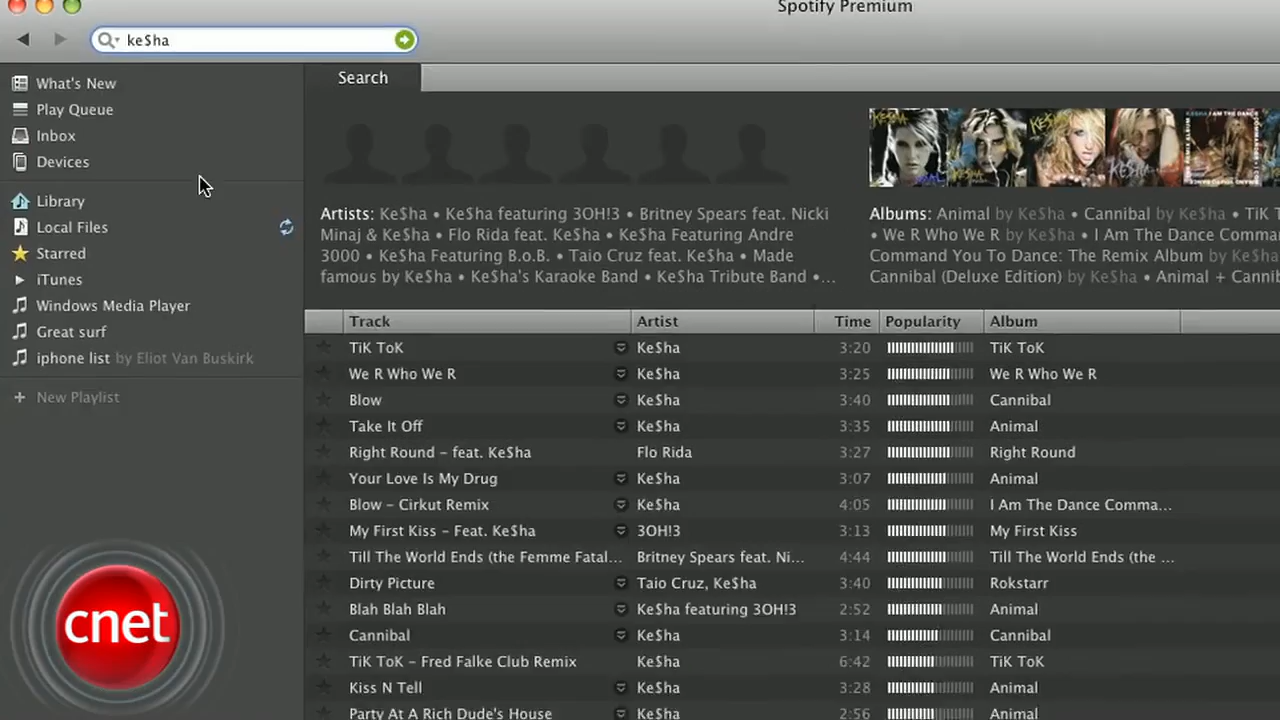 Spotify Premium
ke$ha
What's New
Play Queue
Inbox
Devices
Library
Local Files
Starred
iTunes
Windows Media Player
Great surf
iphone list by Eliot Van Buskirk
New Playlist
cnet
Search
Artists: Ke$ha • Ke$ha featuring 3OH!3 • Britney Spears feat. Nicki
Minaj & Ke$ha • Flo Rida feat. Ke$ha • Ke$ha Featuring Andre
3000 • Ke$ha Featuring B.o.B. • Taio Cruz feat. Ke$ha • Made
famous by Ke$ha • Ke$ha's Karaoke Band • Ke$ha Tribute Band •...
Albums: Animal by Ke$ha • Cannibal by Ke$ha • TiK T
• We R Who We R by Ke$ha • I Am The Dance Comma
Command You To Dance: The Remix Album by Ke$ha
Cannibal (Deluxe Edition) by Ke$ha • Animal + Canni
Track Artist Time Popularity Album
TiK ToK Ke$ha 3:20 TiK ToK
We R Who We R Ke$ha 3:25 We R Who We R
Blow Ke$ha 3:40 Cannibal
Take It Off Ke$ha 3:35 Animal
Right Round – feat. Ke$ha Flo Rida 3:27 Right Round
Your Love Is My Drug Ke$ha 3:07 Animal
Blow – Cirkut Remix Ke$ha 4:05 I Am The Dance Comma...
My First Kiss – Feat. Ke$ha 3OH!3 3:13 My First Kiss
Till The World Ends (the Femme Fatal... Britney Spears feat. Ni... 4:44 Till The World Ends (the ...
Dirty Picture Taio Cruz, Ke$ha 3:40 Rokstarr
Blah Blah Blah Ke$ha featuring 3OH!3 2:52 Animal
Cannibal Ke$ha 3:14 Cannibal
TiK ToK – Fred Falke Club Remix Ke$ha 6:42 TiK ToK
Kiss N Tell Ke$ha 3:28 Animal
Party At A Rich Dude's House Ke$ha 2:56 Animal